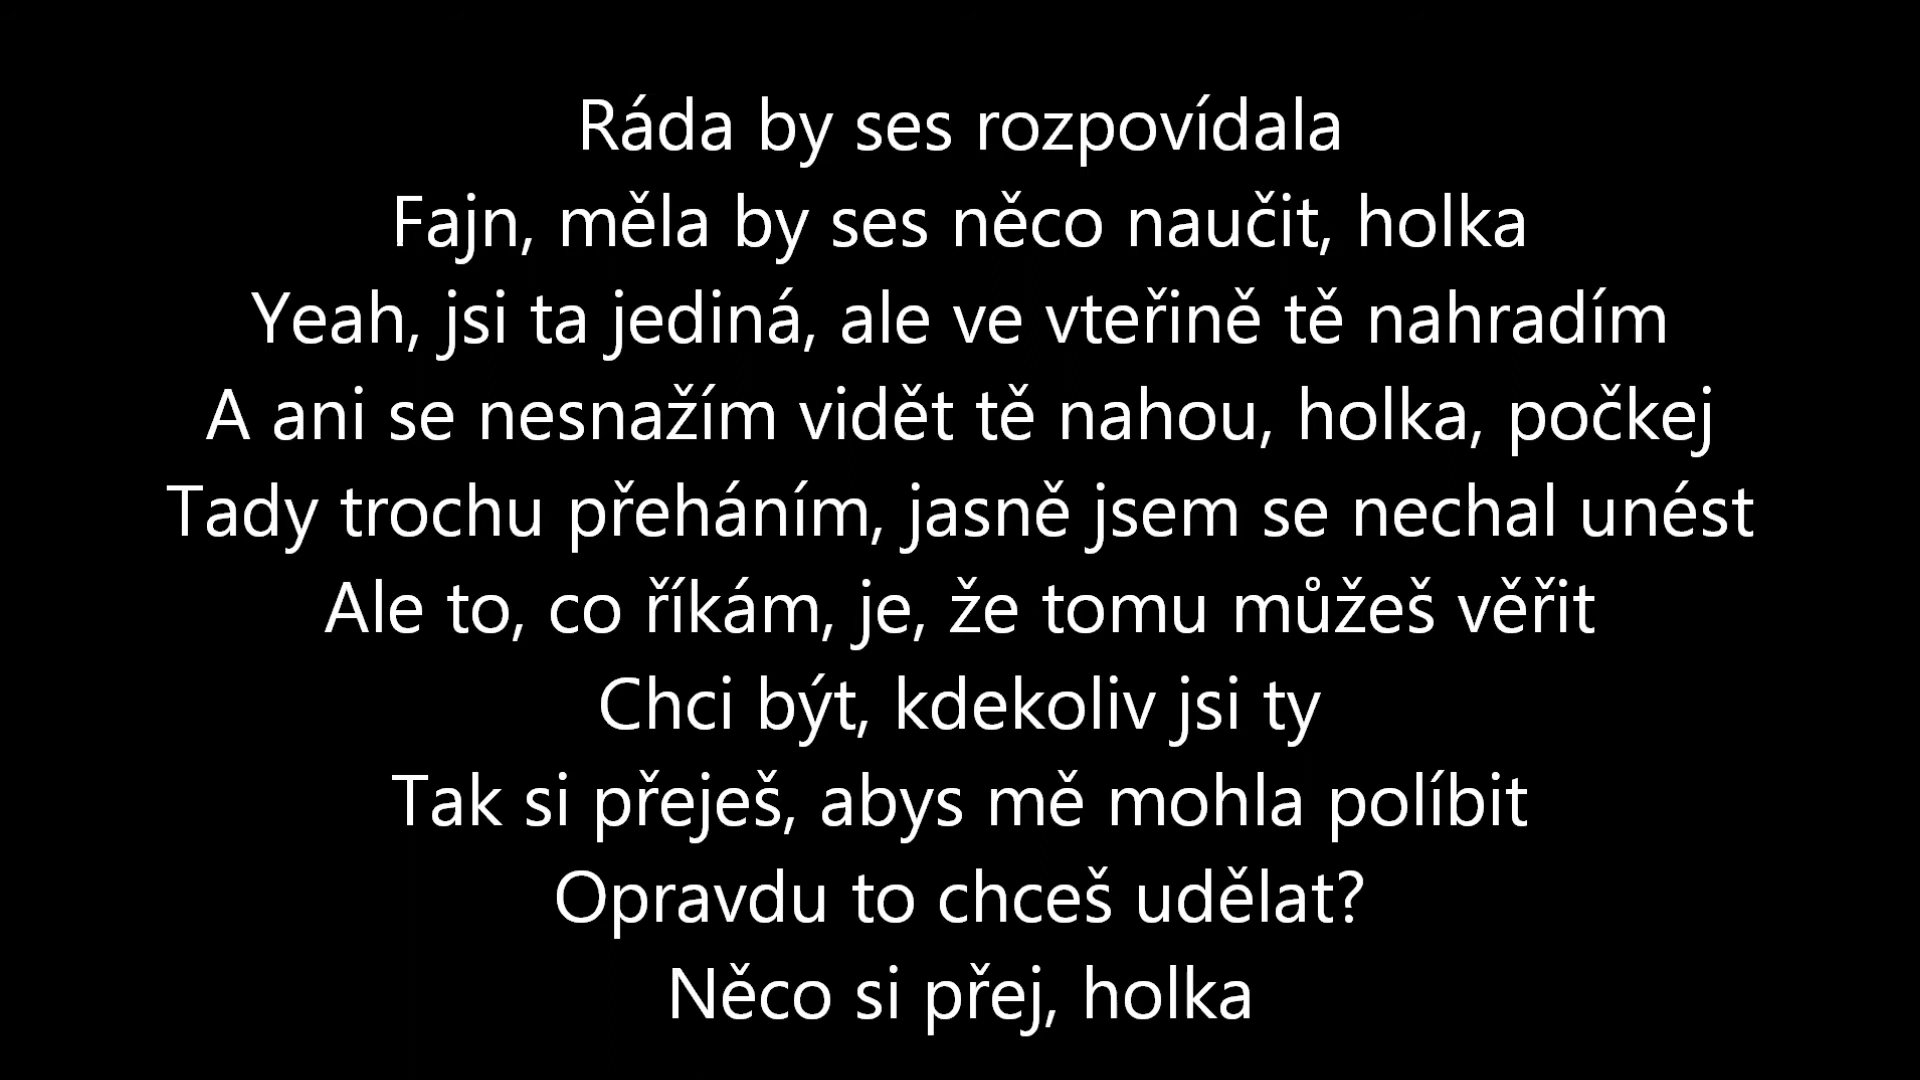 Ráda by ses rozpovídala
Fajn, měla by ses něco naučit, holka
Yeah, jsi ta jediná, ale ve vteřině tě nahradím
A ani se nesnažím vidět tě nahou, holka, počkej
Tady trochu přeháním, jasně jsem se nechal unést
Ale to, co říkám, je, že tomu můžeš věřit
Chci být, kdekoliv jsi ty
Tak si přeješ, abys mě mohla políbit
Opravdu to chceš udělat?
Něco si přej, holka